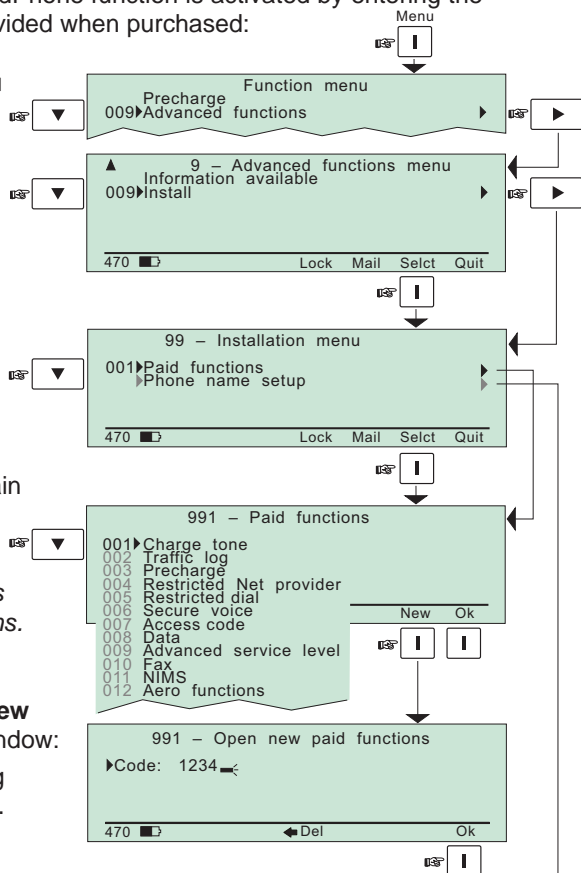 none function is activated by entering the
vided when purchased:
Menu
Function menu
Precharge
009 Advanced functions
9 – Advanced functions menu
Information available
009 Install
470
Lock Mail Selct Quit
99 – Installation menu
001 Paid functions
Phone name setup
470
Lock Mail Selct Quit
in
991 – Paid functions
001 Charge tone
002 Traffic log
003 Precharge
004 Restricted Net provider
005 Restricted dial
006 Secure voice
007 Access code
008 Data
009 Advanced service level
010 Fax
011 NIMS
012 Aero functions
New Ok
s
ns.
ew
ndow:
g
991 – Open new paid functions
Code: 1234
470
Del
Ok